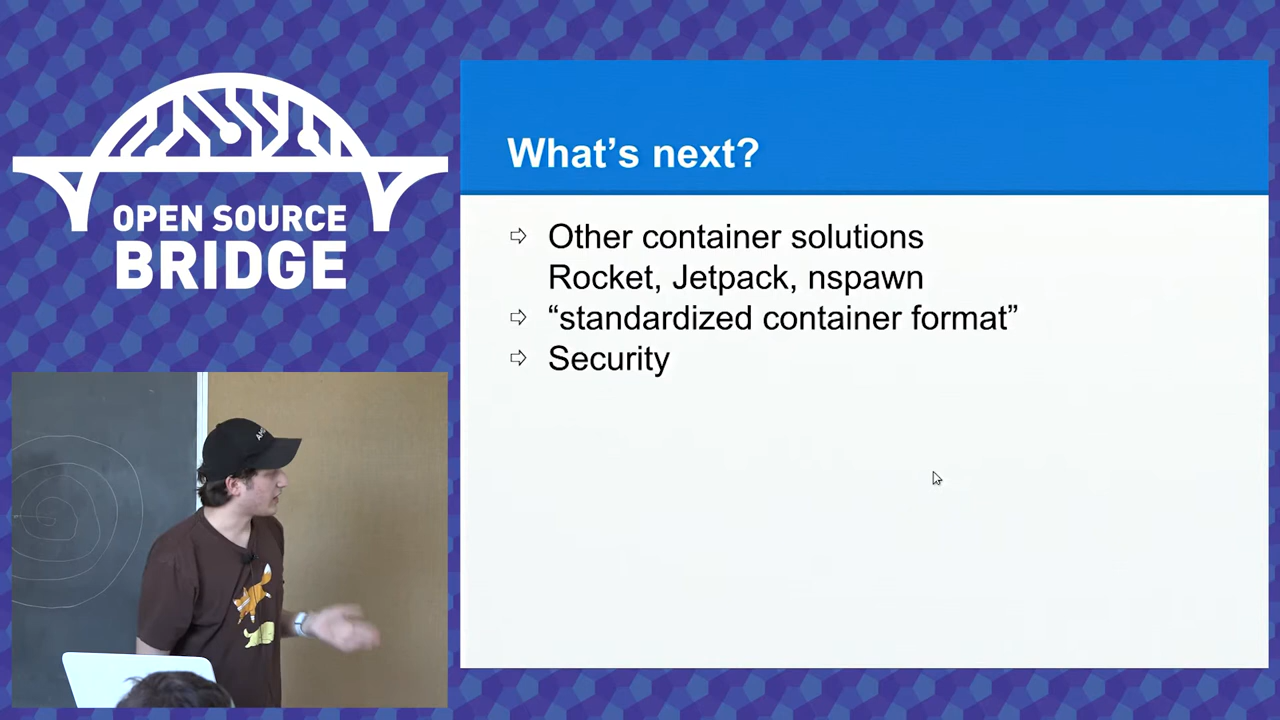 OPEN SOURCE
BRIDGE
What’s next?
⇨ Other container solutions
Rocket, Jetpack, nspawn
⇨ “standardized container format”
⇨ Security